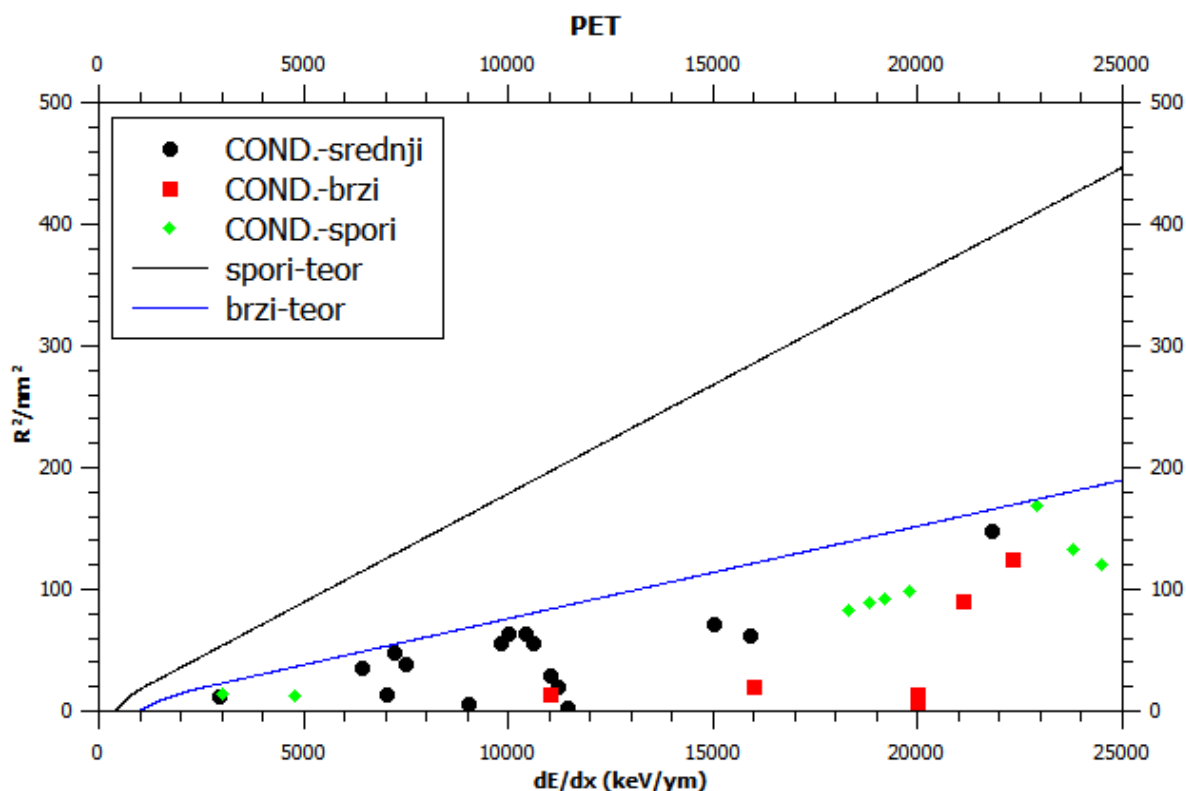 PET
0 5000 10000 15000 20000 25000
500 500
400 400
300 300
200 200
100 100
0 0
R²/nm²
COND.-srednji
COND.-brzi
COND.-spori
spori-teor
brzi-teor
0 5000 10000 15000 20000 25000
dE/dx (keV/ym)